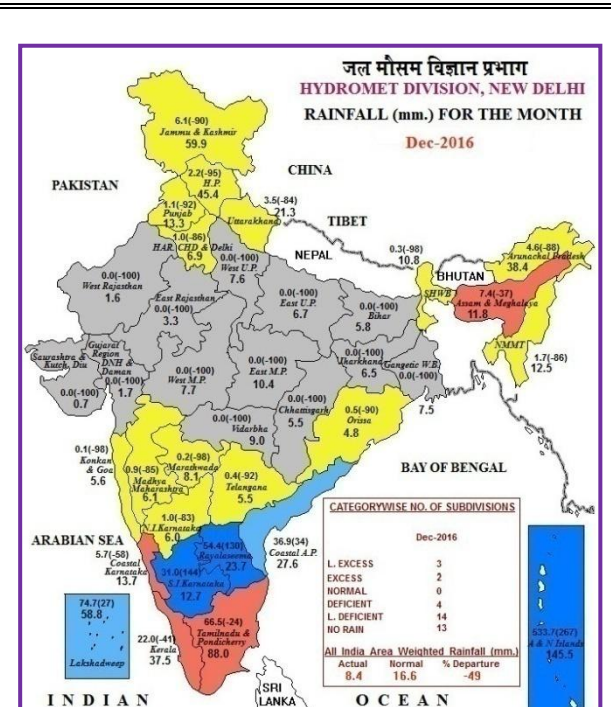 जल मौसम विज्ञान प्रभाग
HYDROMET DIVISION, NEW DELHI
RAINFALL (mm.) FOR THE MONTH
Dec-2016
6.1(-90)
Jammu & Kashmir
59.9
CHINA
2.2(-95)
H.P.
45.4
PAKISTAN
1.1(-92)
Punjab
13.3
3.5(-84)
21.3
Uttarakhand
TIBET
1.0(-86)
HAR. CHD & Delhi
6.9
0.0(-100)
West U.P.
7.6
NEPAL
0.3(-98)
10.8
4.6(-88)
Arunachal Pradesh
38.4
BHUTAN
SHWB
7.4(-37)
Assam & Meghalaya
11.8
0.0(-100)
West Rajasthan
1.6
East Rajasthan
0.0(-100)
3.3
0.0(-100)
East U.P.
6.7
0.0(-100)
Bihar
5.8
NMMT
1.7(-86)
12.5
Saurashtra &
Kutch, Diu
0.0(-100)
0.7
Gujarat
Region
DNH &
Daman
0.0(-100)
1.7
0.0(-100)
West M.P.
7.7
0.0(-100)
East M.P.
10.4
0.0(-100)
Jharkhand
6.5
Gangetic W.B.
0.0(-100)
7.5
0.0(-100)
Chhattisgarh
5.5
0.0(-100)
Vidarbha
9.0
0.5(-90)
Orissa
4.8
0.1(-98)
Konkan
& Goa
5.6
0.9(-85)
Madhya
Maharashtra
6.1
0.2(-98)
Marathwada
8.1
0.4(-92)
Telangana
5.5
BAY OF BENGAL
1.0(-83)
N.I.Karnataka
6.0
ARABIAN SEA
5.7(-58)
Coastal
Karnataka
13.7
54.4(130)
Rayalaseema
23.7
36.9(34)
Coastal A.P.
27.6
31.0(144)
S.I.Karnataka
12.7
74.7(27)
58.8
Lakshadweep
22.0(-41)
Kerala
37.5
66.5(-24)
Tamilnadu &
Pondicherry
88.0
CATEGORYWISE NO. OF SUBDIVISIONS
Dec-2016
L. EXCESS 3
EXCESS 2
NORMAL 0
DEFICIENT 4
L. DEFICIENT 14
NO RAIN 13
All India Area Weighted Rainfall (mm.)
Actual Normal % Departure
8.4 16.6 -49
533.7(267)
A & N Islands
145.5
SRI
LANKA
INDIAN OCEAN